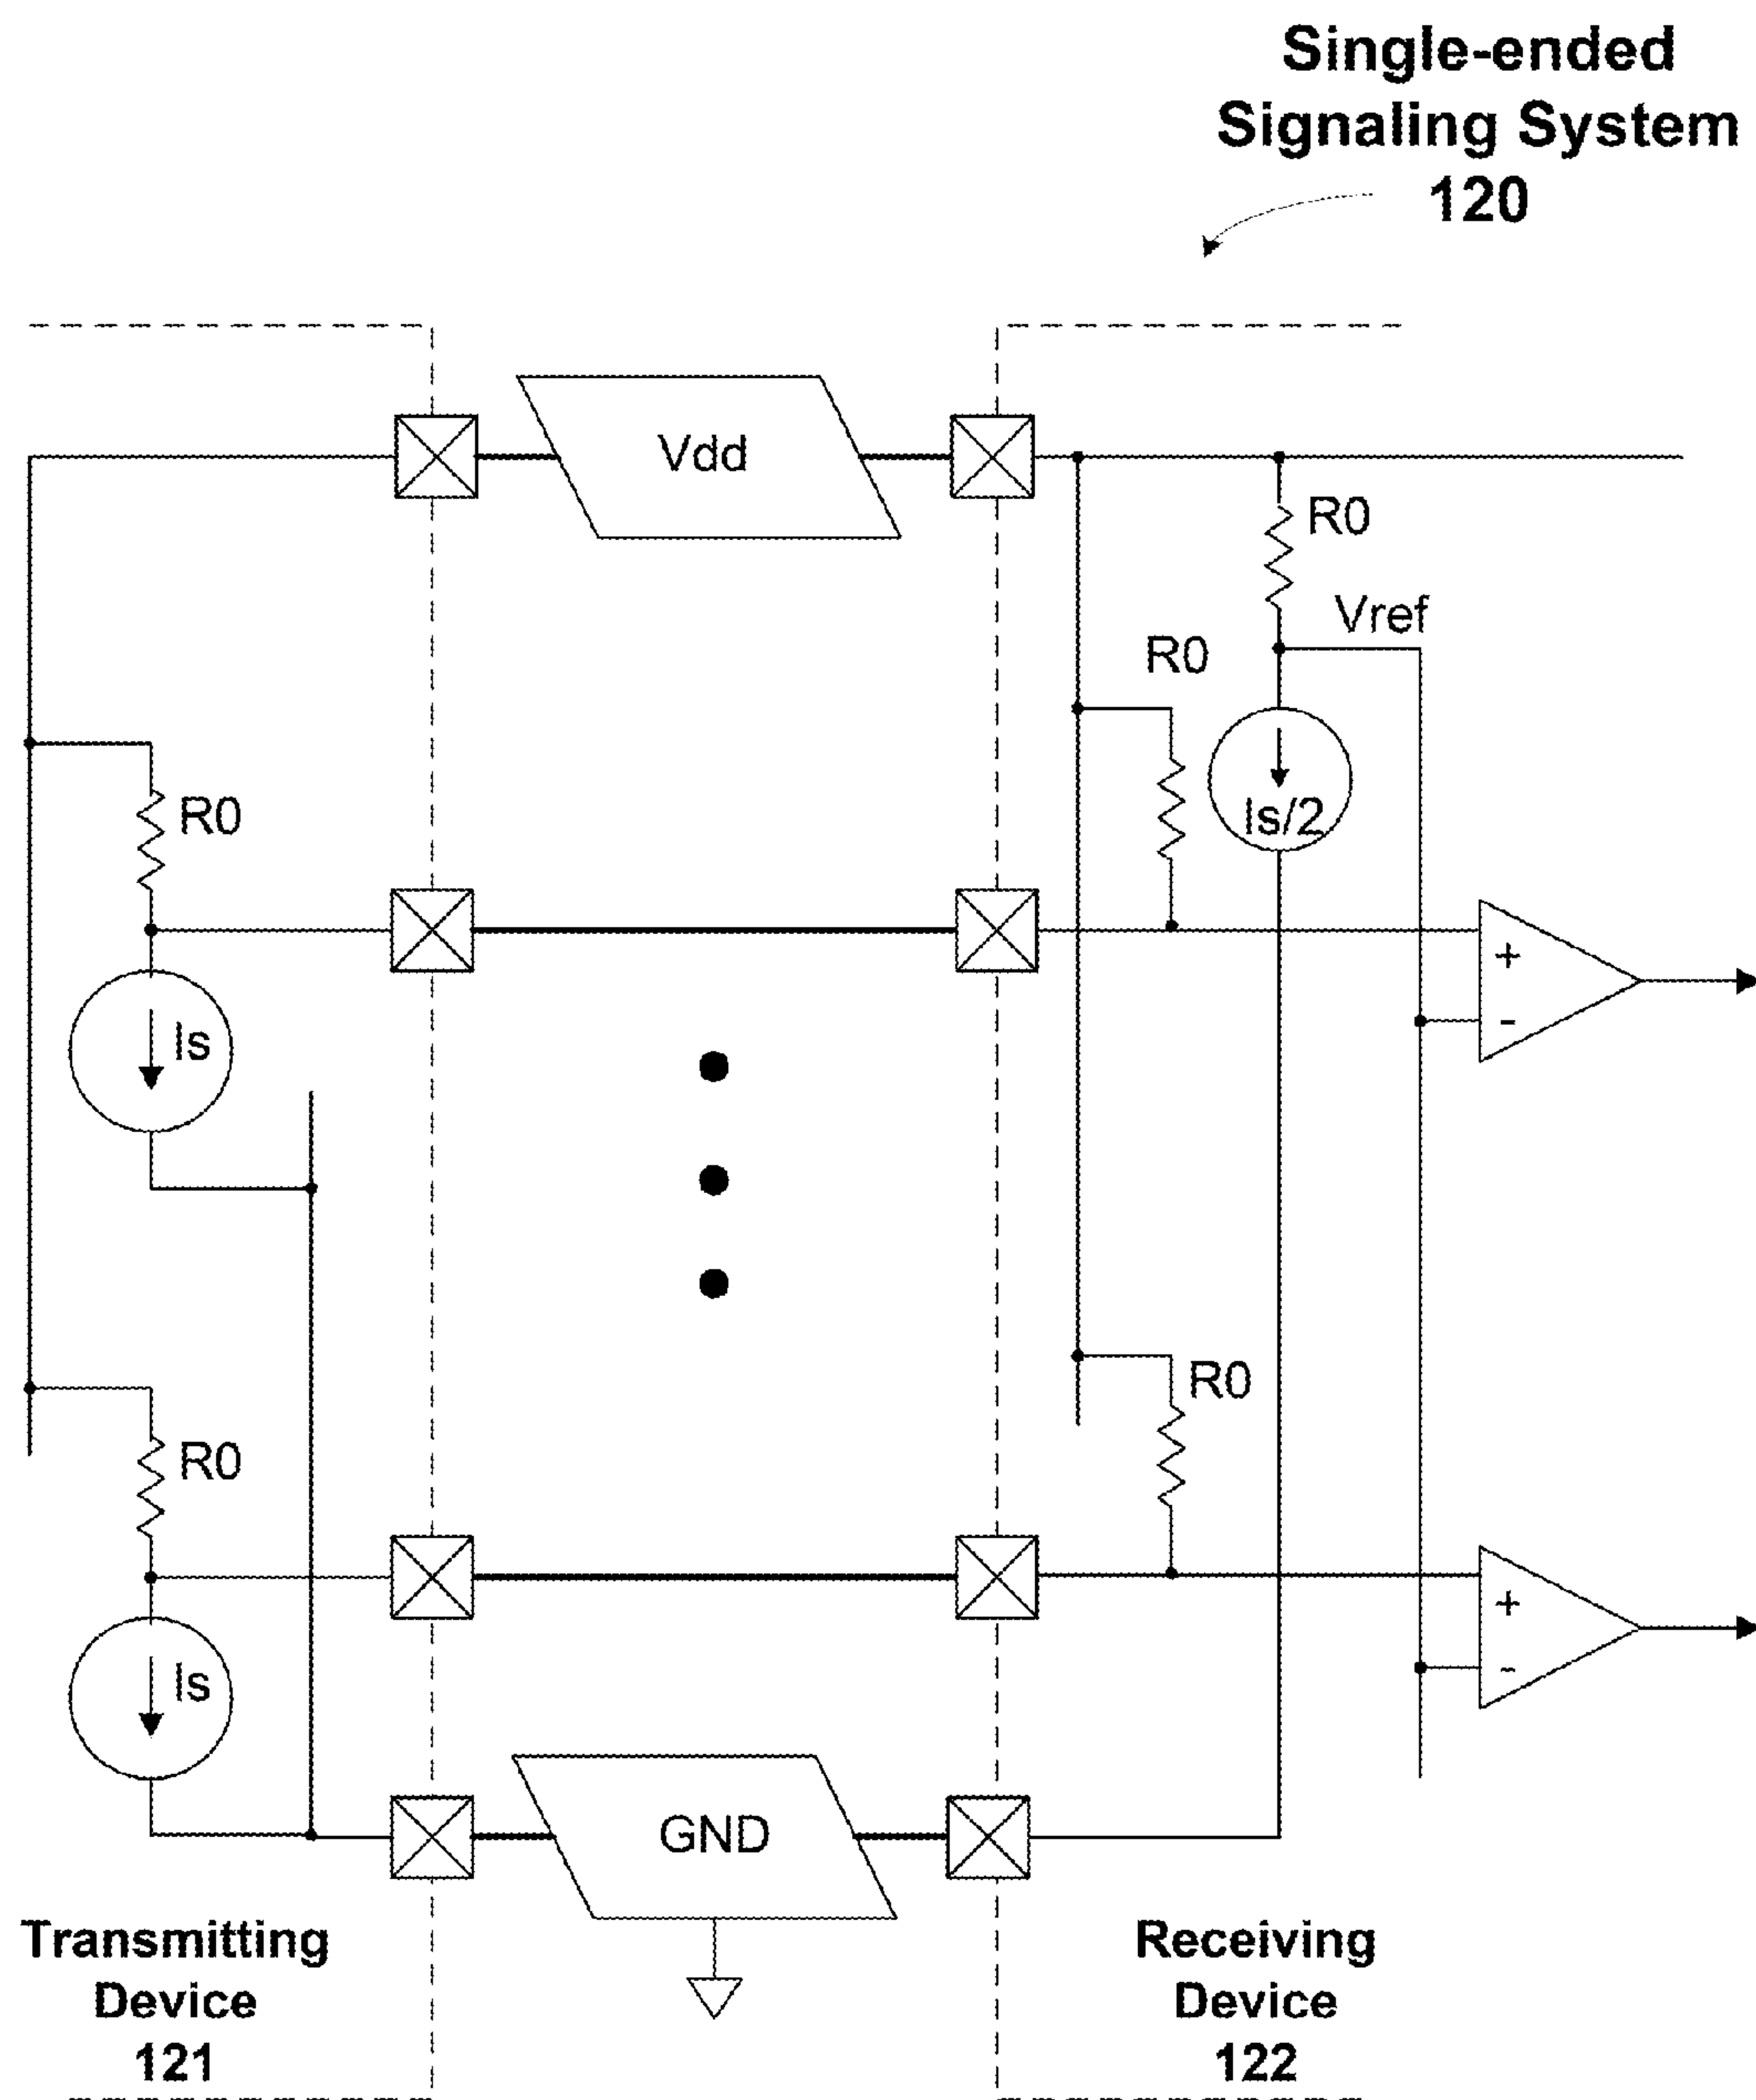 Single-ended
Signaling System
120
Vdd
R0
Vref
R0
Is/2
R0
+
-
Is
R0
R0
+
-
Is
GND
Transmitting
Device
121
Receiving
Device
122